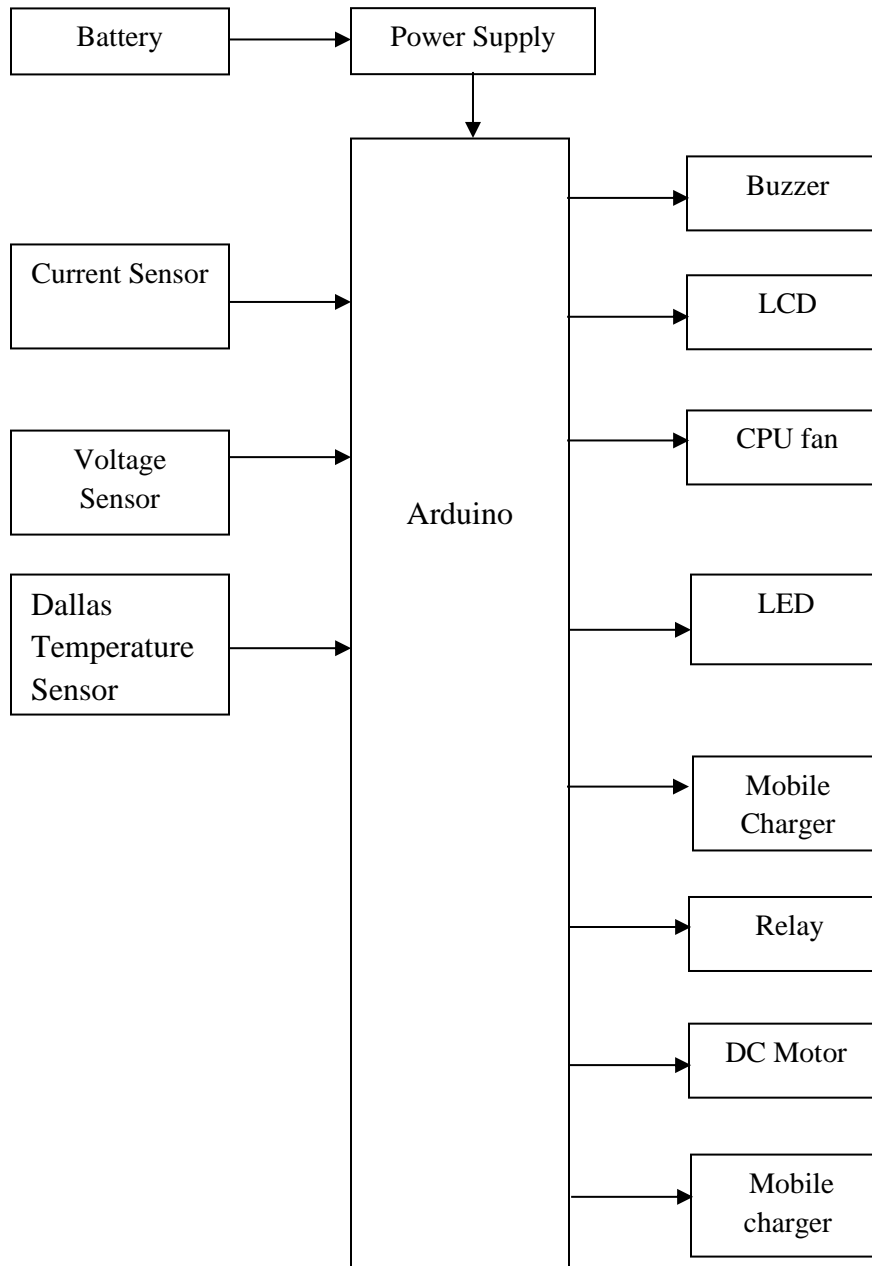 Battery
Power Supply
Buzzer
Current Sensor
LCD
CPU fan
Voltage
Sensor
Arduino
Dallas
Temperature
Sensor
LED
Mobile
Charger
Relay
DC Motor
Mobile
charger